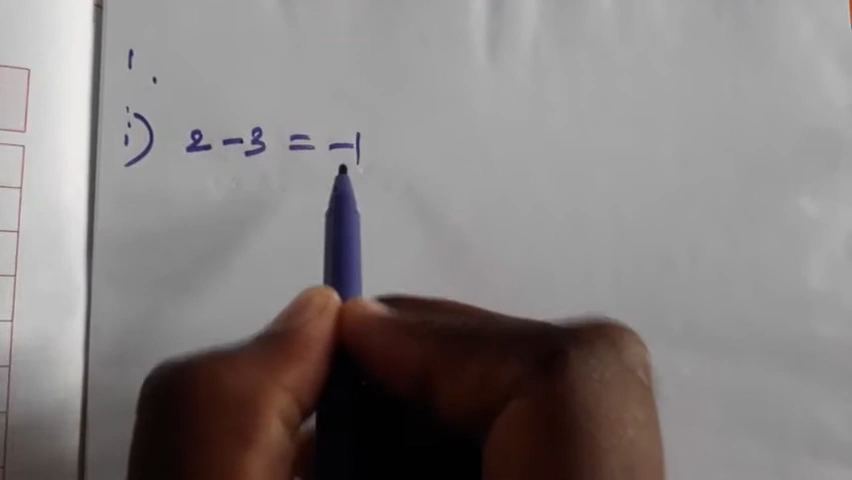 1.
i) 2 - 3 = -1